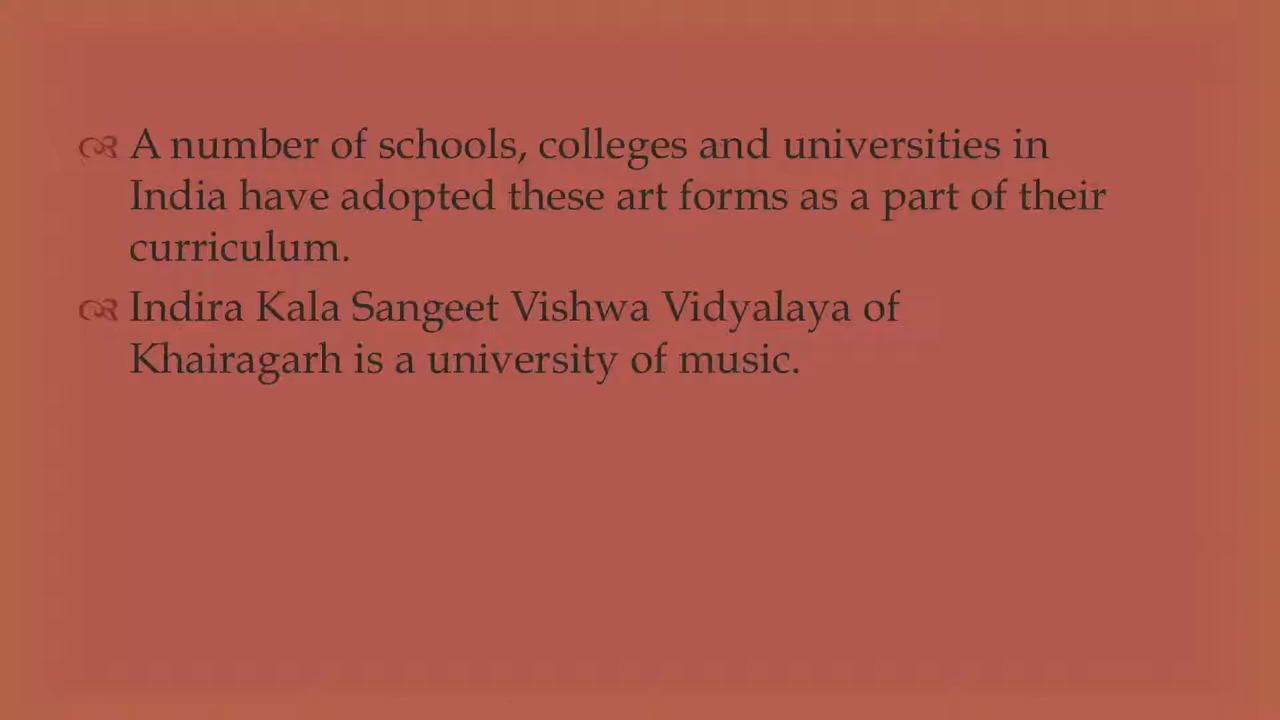 A number of schools, colleges and universities in
India have adopted these art forms as a part of their
curriculum.
Indira Kala Sangeet Vishwa Vidyalaya of
Khairagarh is a university of music.